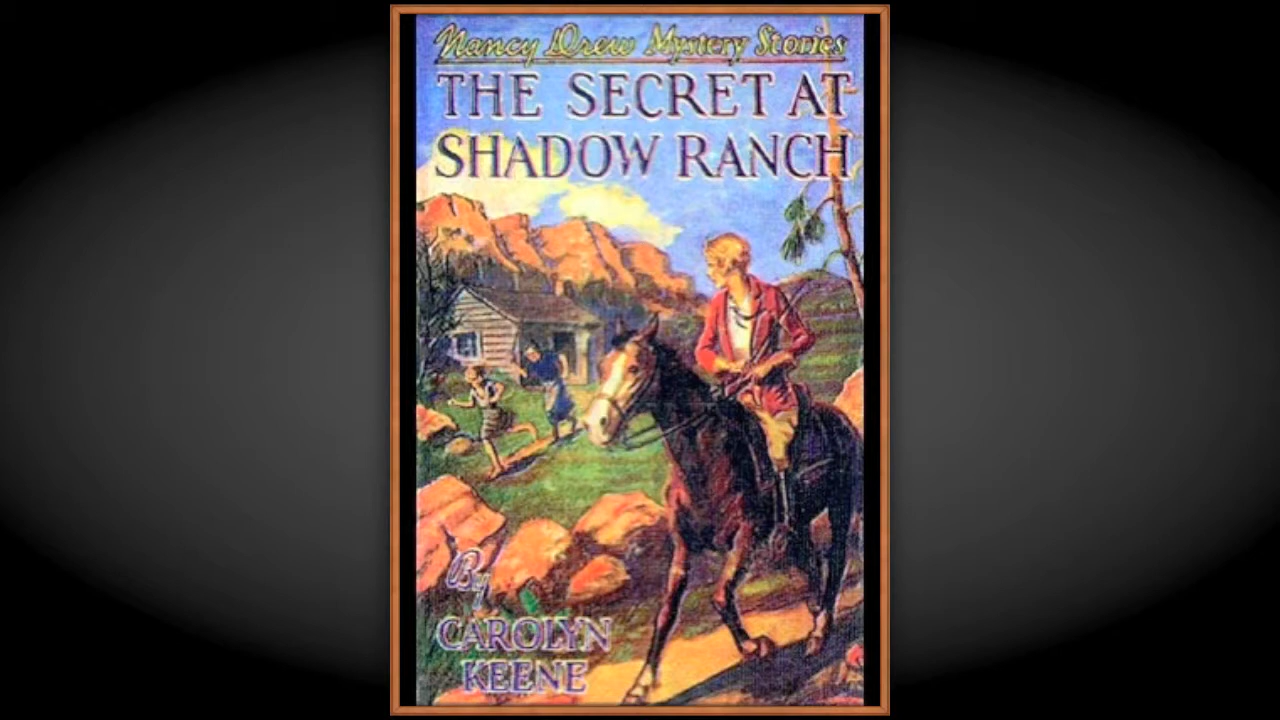 Nancy Drew Mystery Stories
THE SECRET AT
SHADOW RANCH
By
CAROLYN
KEENE